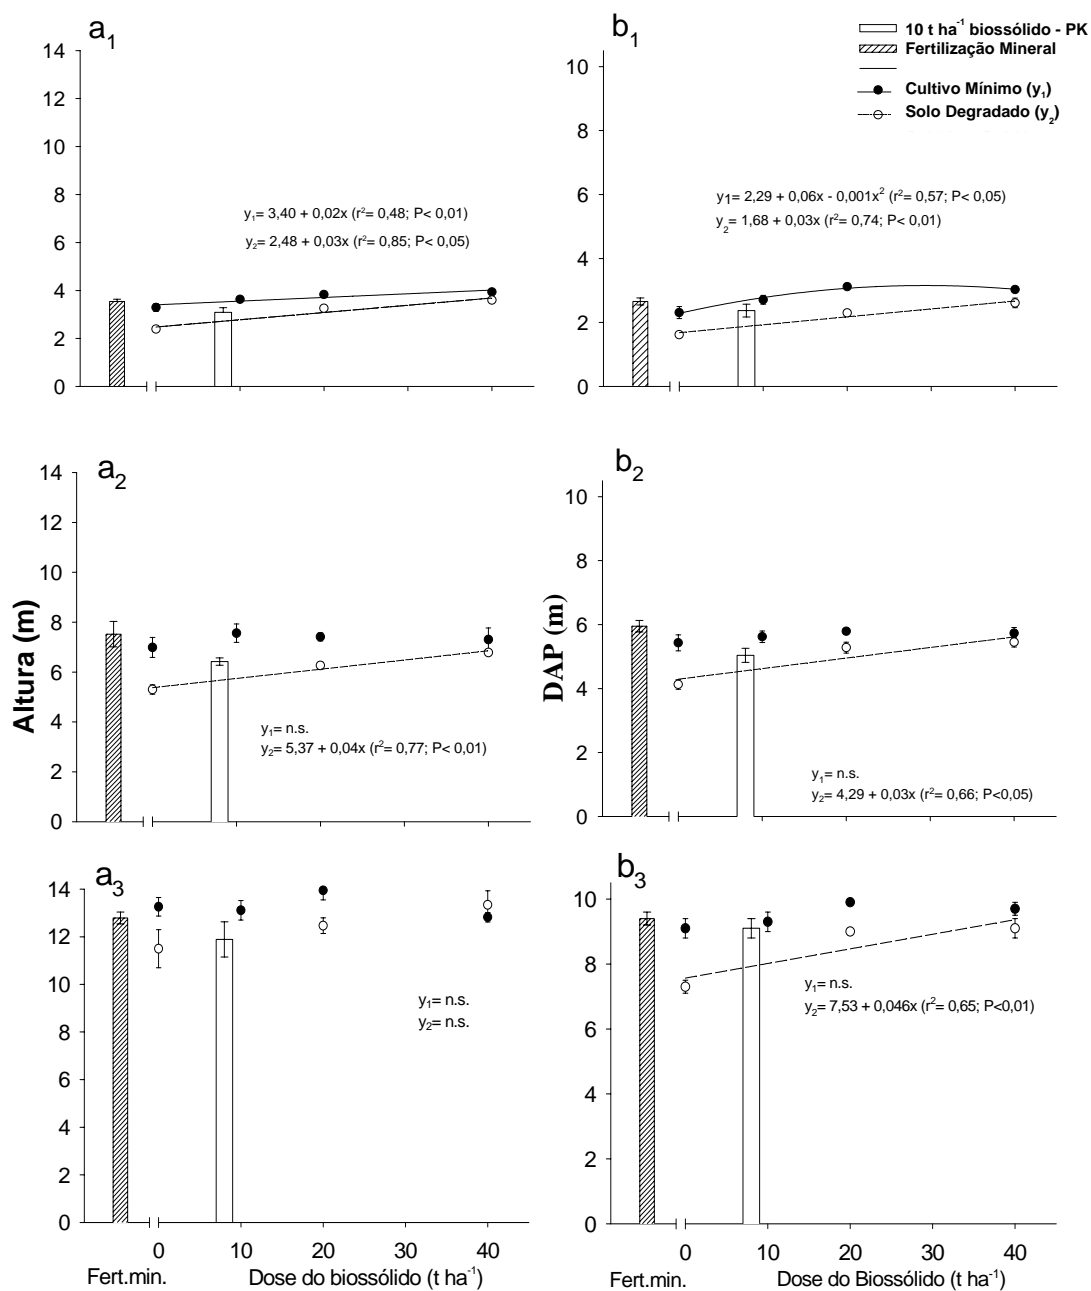 a1
14
12
10
8
6
4
2
0
y1= 3,40 + 0,02x (r²= 0,48; P< 0,01)
y2= 2,48 + 0,03x (r²= 0,85; P< 0,05)
b1
10
8
6
4
2
0
10 t ha⁻¹ biossólido - PK
Fertilização Mineral
Cultivo Mínimo (y1)
Solo Degradado (y2)
y1= 2,29 + 0,06x - 0,001x² (r²= 0,57; P< 0,05)
y2= 1,68 + 0,03x (r²= 0,74; P< 0,01)
a2
14
12
10
8
6
4
2
0
Altura (m)
y1= n.s.
y2= 5,37 + 0,04x (r²= 0,77; P< 0,01)
b2
10
8
6
4
2
0
DAP (m)
y1= n.s.
y2= 4,29 + 0,03x (r²= 0,66; P<0,05)
a3
14
12
10
8
6
4
2
0
y1= n.s.
y2= n.s.
0 10 20 30 40
Fert.min.
Dose do biossólido (t ha⁻¹)
b3
10
8
6
4
2
0
y1= n.s.
y2= 7,53 + 0,046x (r²= 0,65; P<0,01)
0 10 20 30 40
Fert.min.
Dose do Biossólido (t ha⁻¹)